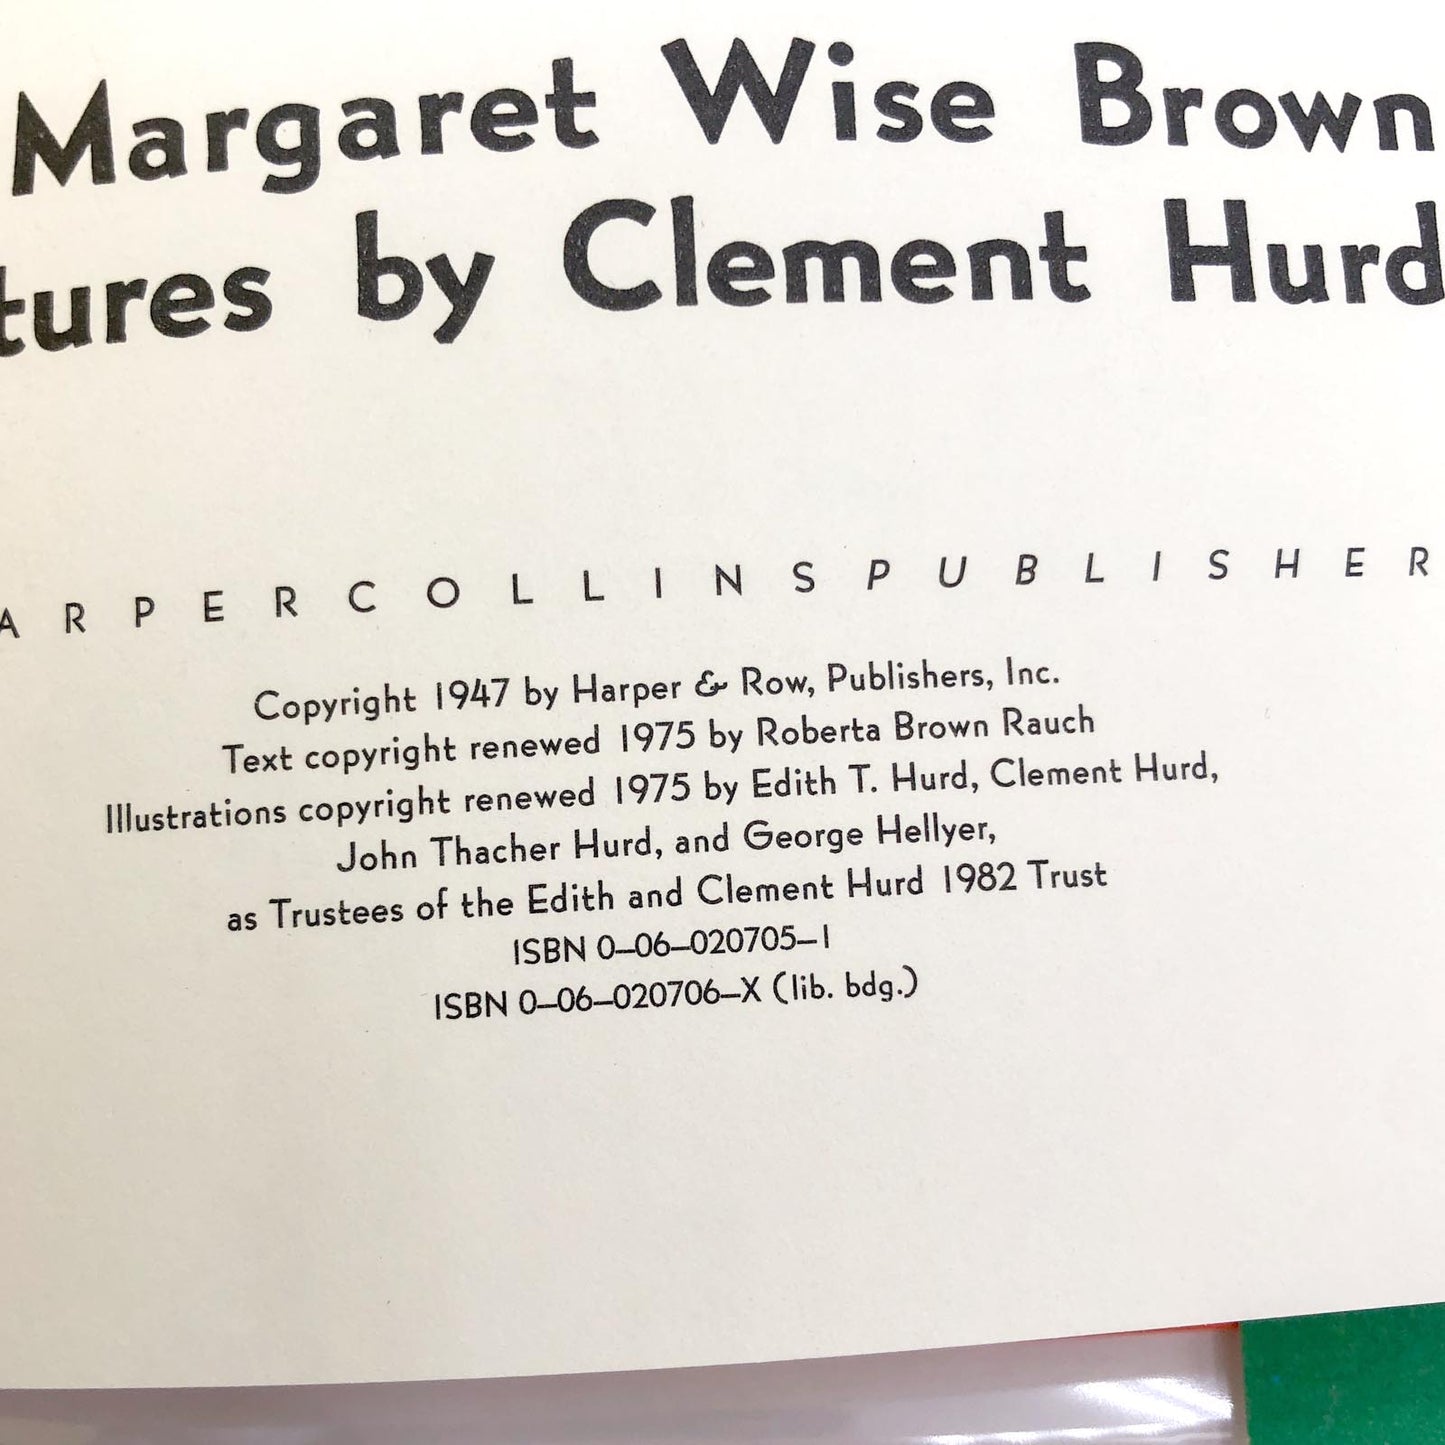 Margaret Wise Brown
tures by Clement Hurd
ARPERCOLLINSPUBLISHER
Copyright 1947 by Harper & Row, Publishers, Inc.
Text copyright renewed 1975 by Roberta Brown Rauch
Illustrations copyright renewed 1975 by Edith T. Hurd, Clement Hurd,
John Thacher Hurd, and George Hellyer,
as Trustees of the Edith and Clement Hurd 1982 Trust
ISBN 0–06–020705–1
ISBN 0–06–020706–X (lib. bdg.)